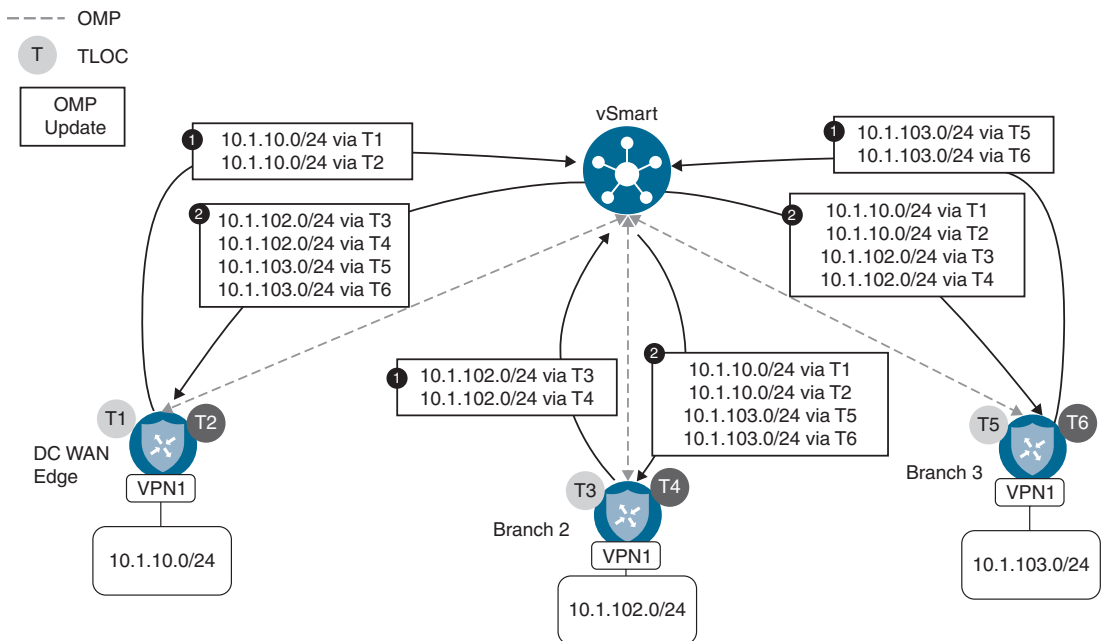 OMP
T
TLOC
OMP
Update
vSmart
1
10.1.10.0/24 via T1
10.1.10.0/24 via T2
1
10.1.103.0/24 via T5
10.1.103.0/24 via T6
2
10.1.102.0/24 via T3
10.1.102.0/24 via T4
10.1.103.0/24 via T5
10.1.103.0/24 via T6
2
10.1.10.0/24 via T1
10.1.10.0/24 via T2
10.1.102.0/24 via T3
10.1.102.0/24 via T4
1
10.1.102.0/24 via T3
10.1.102.0/24 via T4
2
10.1.10.0/24 via T1
10.1.10.0/24 via T2
10.1.103.0/24 via T5
10.1.103.0/24 via T6
T1
T2
DC WAN
Edge
VPN1
10.1.10.0/24
T3
T4
Branch 2
VPN1
10.1.102.0/24
T5
T6
Branch 3
VPN1
10.1.103.0/24